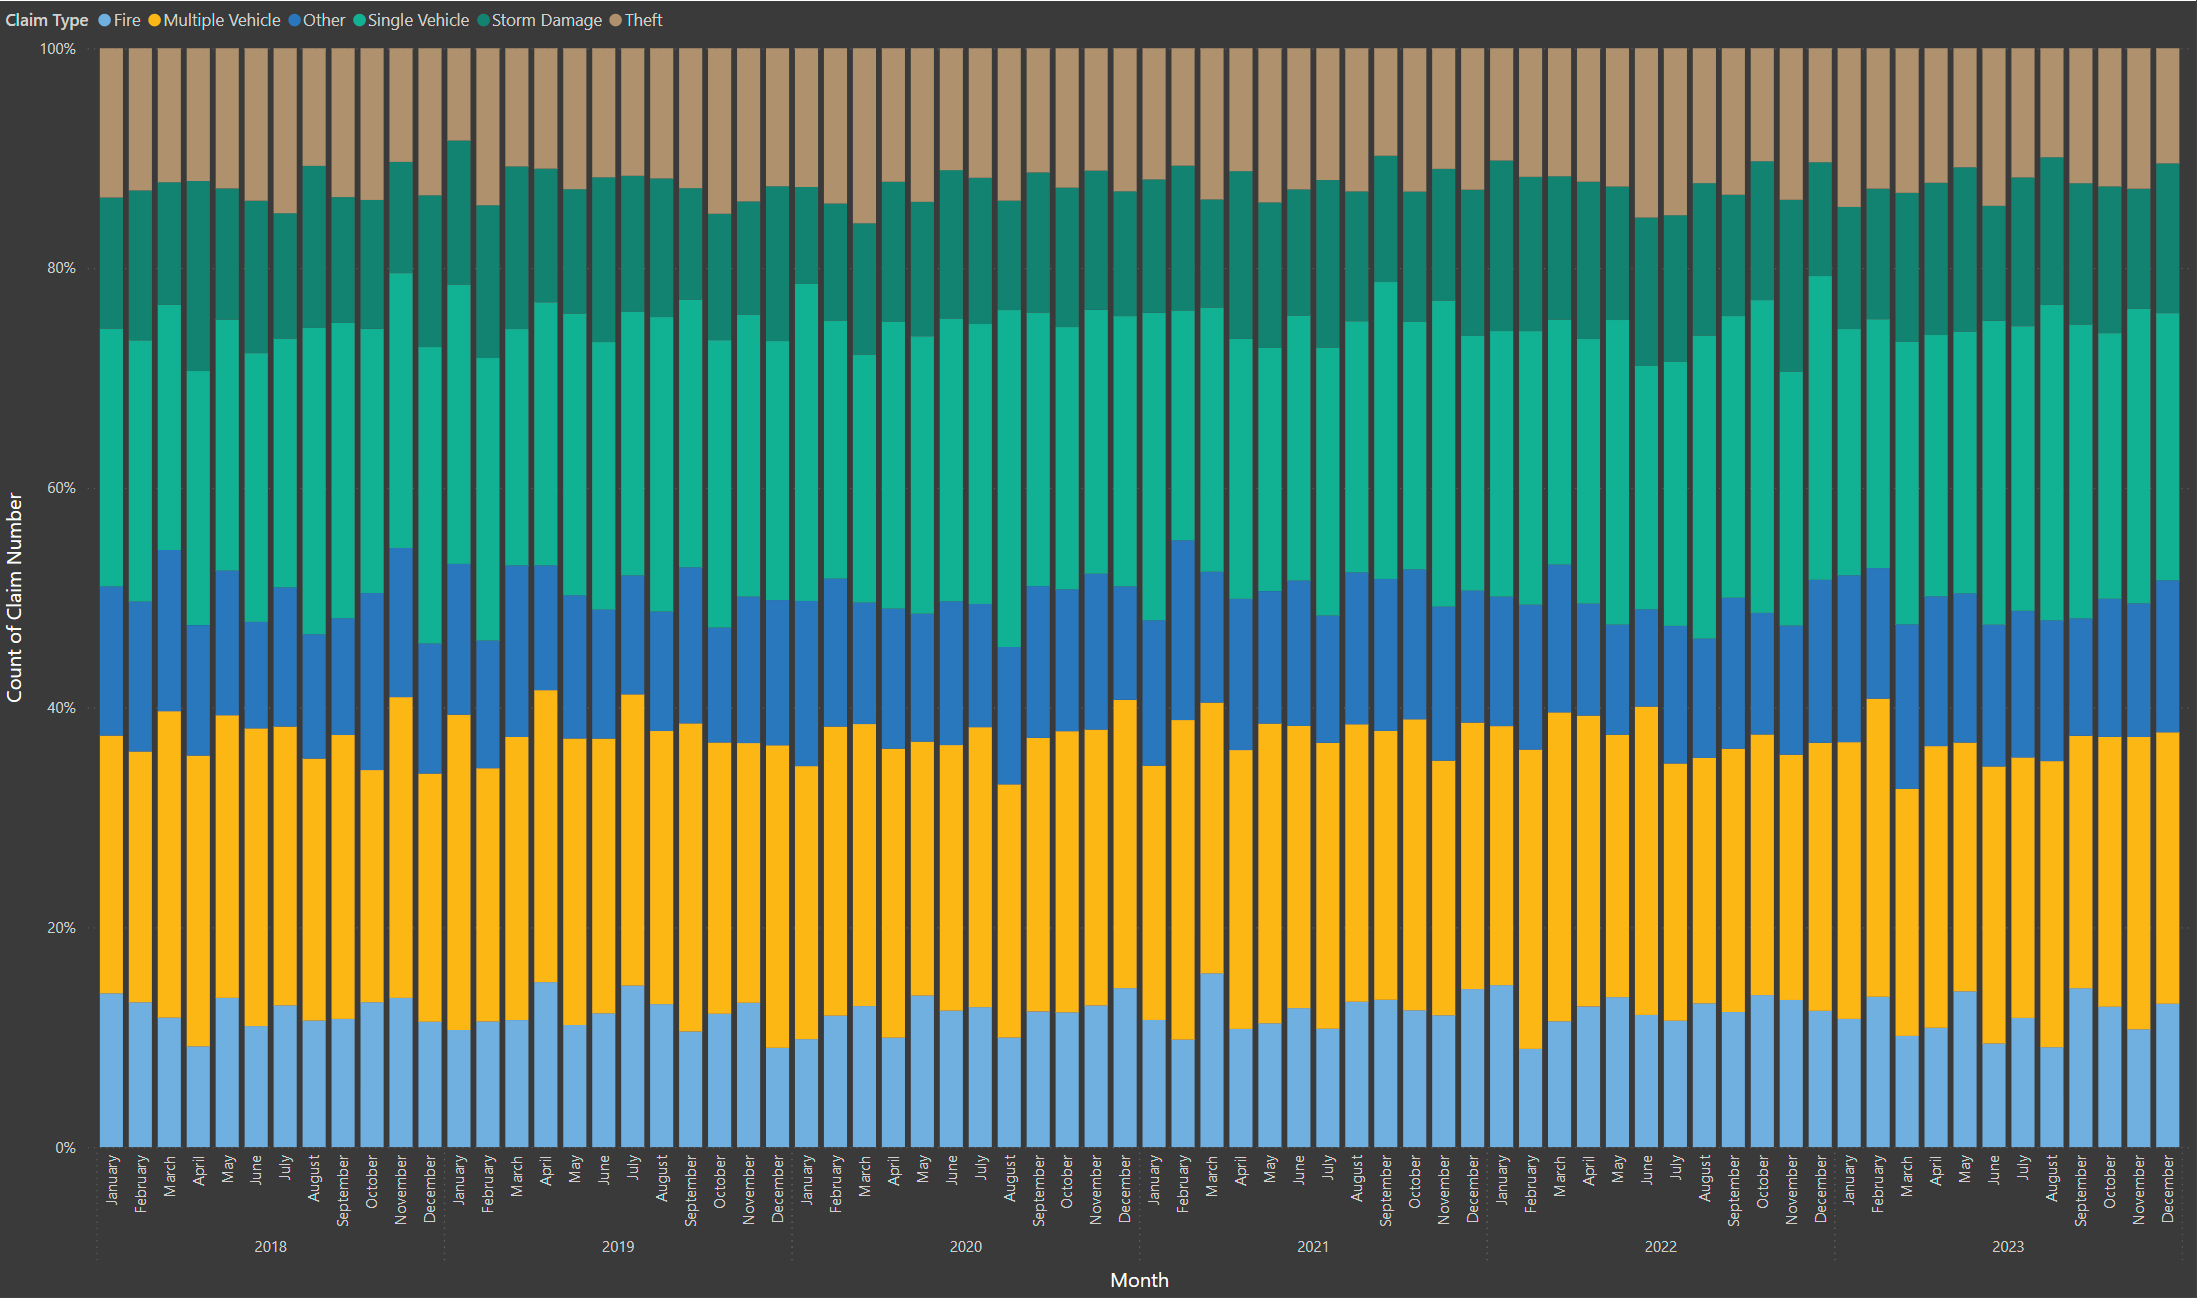 Claim Type Fire Multiple Vehicle Other Single Vehicle Storm Damage Theft
100%
80%
60%
40%
20%
0%
Count of Claim Number
January February March April May June July August September October November December January February March April May June July August September October November December January February March April May June July August September October November December January February March April May June July August September October November December January February March April May June July August September October November December January February March April May June July August September October November December
2018 2019 2020 2021 2022 2023
Month